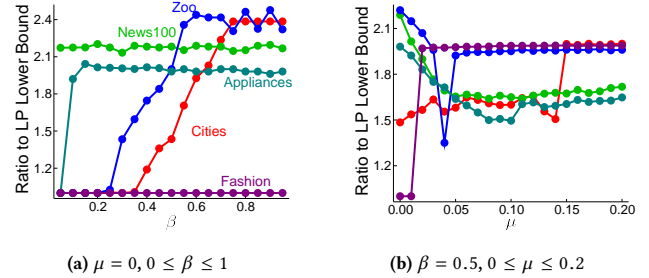 Ratio to LP Lower Bound
2.4
2.1
1.8
1.5
1.2
Zoo
News100
Appliances
Cities
Fashion
0.2
0.4
0.6
0.8
β
(a) μ = 0, 0 ≤ β ≤ 1
Ratio to LP Lower Bound
2.1
1.8
1.5
1.2
0.00
0.05
0.10
0.15
0.20
μ
(b) β = 0.5, 0 ≤ μ ≤ 0.2